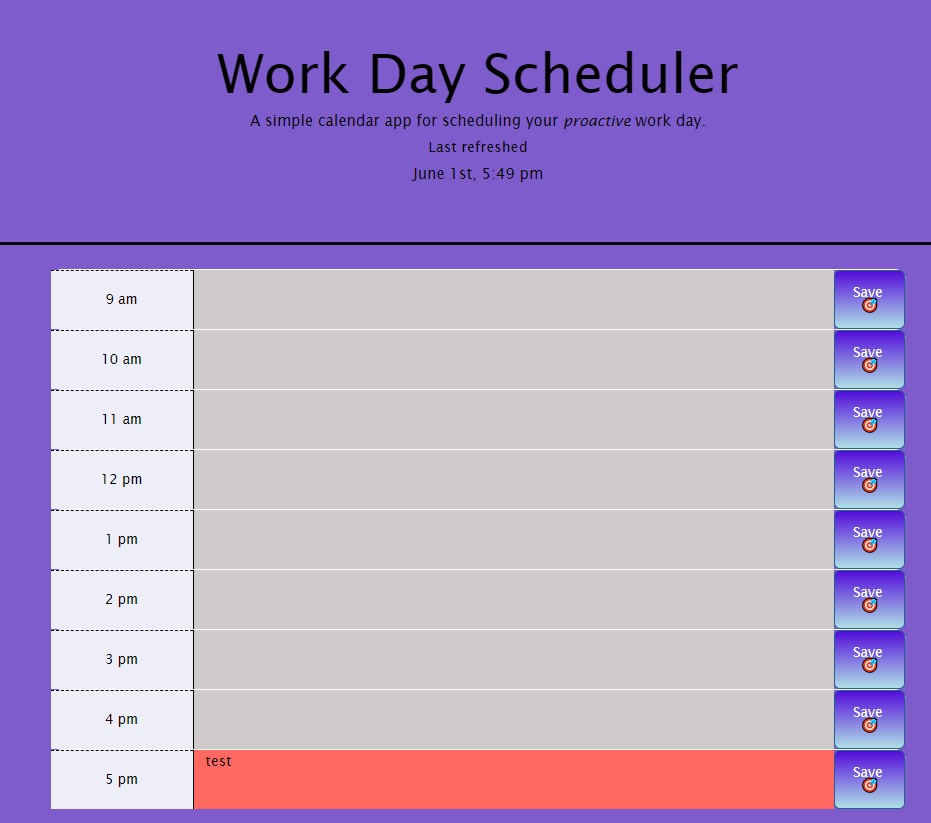 Work Day Scheduler
A simple calendar app for scheduling your proactive work day.
Last refreshed
June 1st, 5:49 pm
9 am
Save
10 am
Save
11 am
Save
12 pm
Save
1 pm
Save
2 pm
Save
3 pm
Save
4 pm
Save
5 pm
test
Save